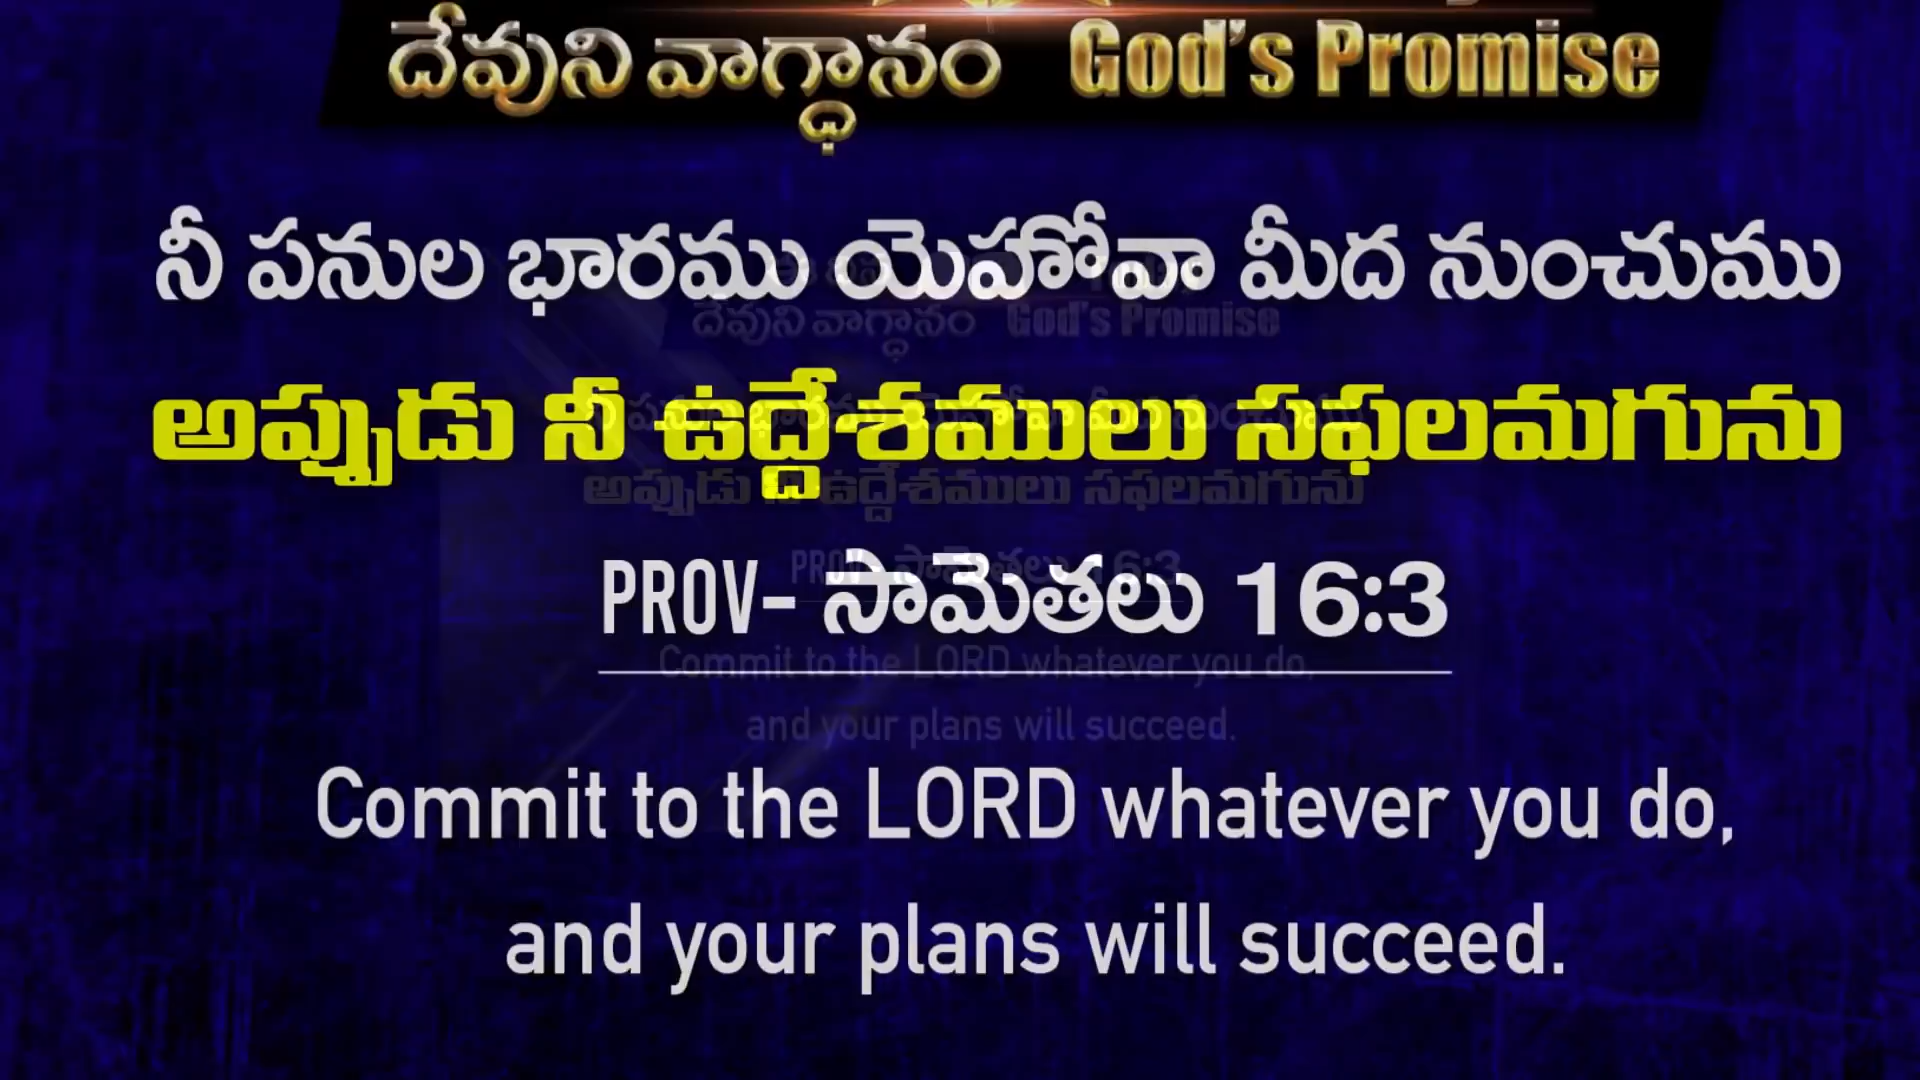 దేవుని వాగ్ధానం God's Promise
నీ పనుల భారము యెహోవా మీద నుంచుము
అప్పుడు నీ ఉద్దేశములు సఫలమగును
PROV- సామెతలు 16:3
Commit to the LORD whatever you do,
and your plans will succeed.